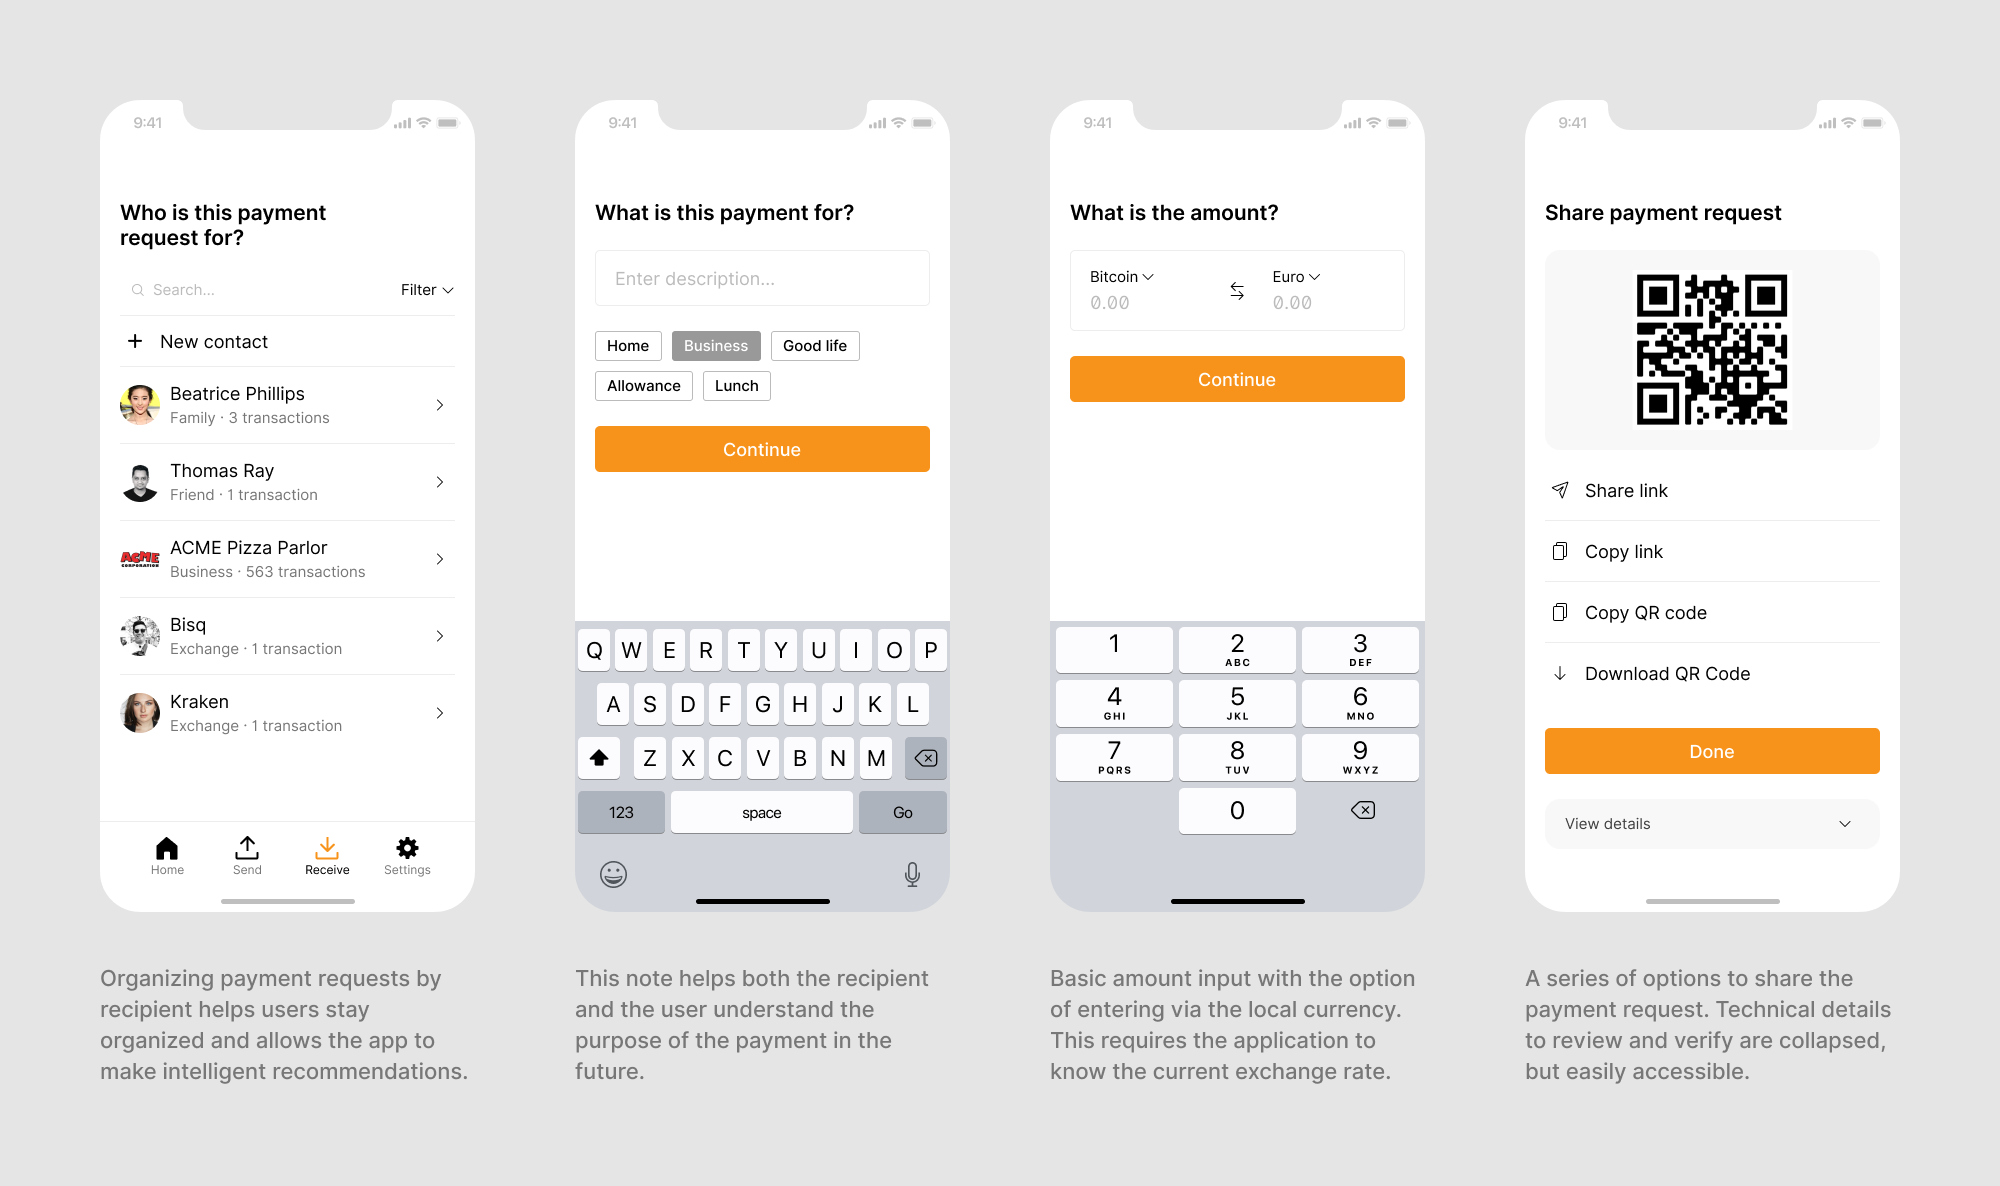 9:41
Who is this payment
request for?
Search...
Filter
New contact
Beatrice Phillips
Family · 3 transactions
Thomas Ray
Friend · 1 transaction
ACME
CORPORATION
ACME Pizza Parlor
Business · 563 transactions
Bisq
Exchange · 1 transaction
Kraken
Exchange · 1 transaction
Home
Send
Receive
Settings
Organizing payment requests by
recipient helps users stay
organized and allows the app to
make intelligent recommendations.
9:41
What is this payment for?
Enter description...
Home
Business
Good life
Allowance
Lunch
Continue
Q W E R T Y U I O P
A S D F G H J K L
Z X C V B N M
123
space
Go
This note helps both the recipient
and the user understand the
purpose of the payment in the
future.
9:41
What is the amount?
Bitcoin
Euro
0.00
0.00
Continue
1 2 3
ABC DEF
4 5 6
GHI JKL MNO
7 8 9
PQRS TUV WXYZ
0
Basic amount input with the option
of entering via the local currency.
This requires the application to
know the current exchange rate.
9:41
Share payment request
Share link
Copy link
Copy QR code
Download QR Code
Done
View details
A series of options to share the
payment request. Technical details
to review and verify are collapsed,
but easily accessible.